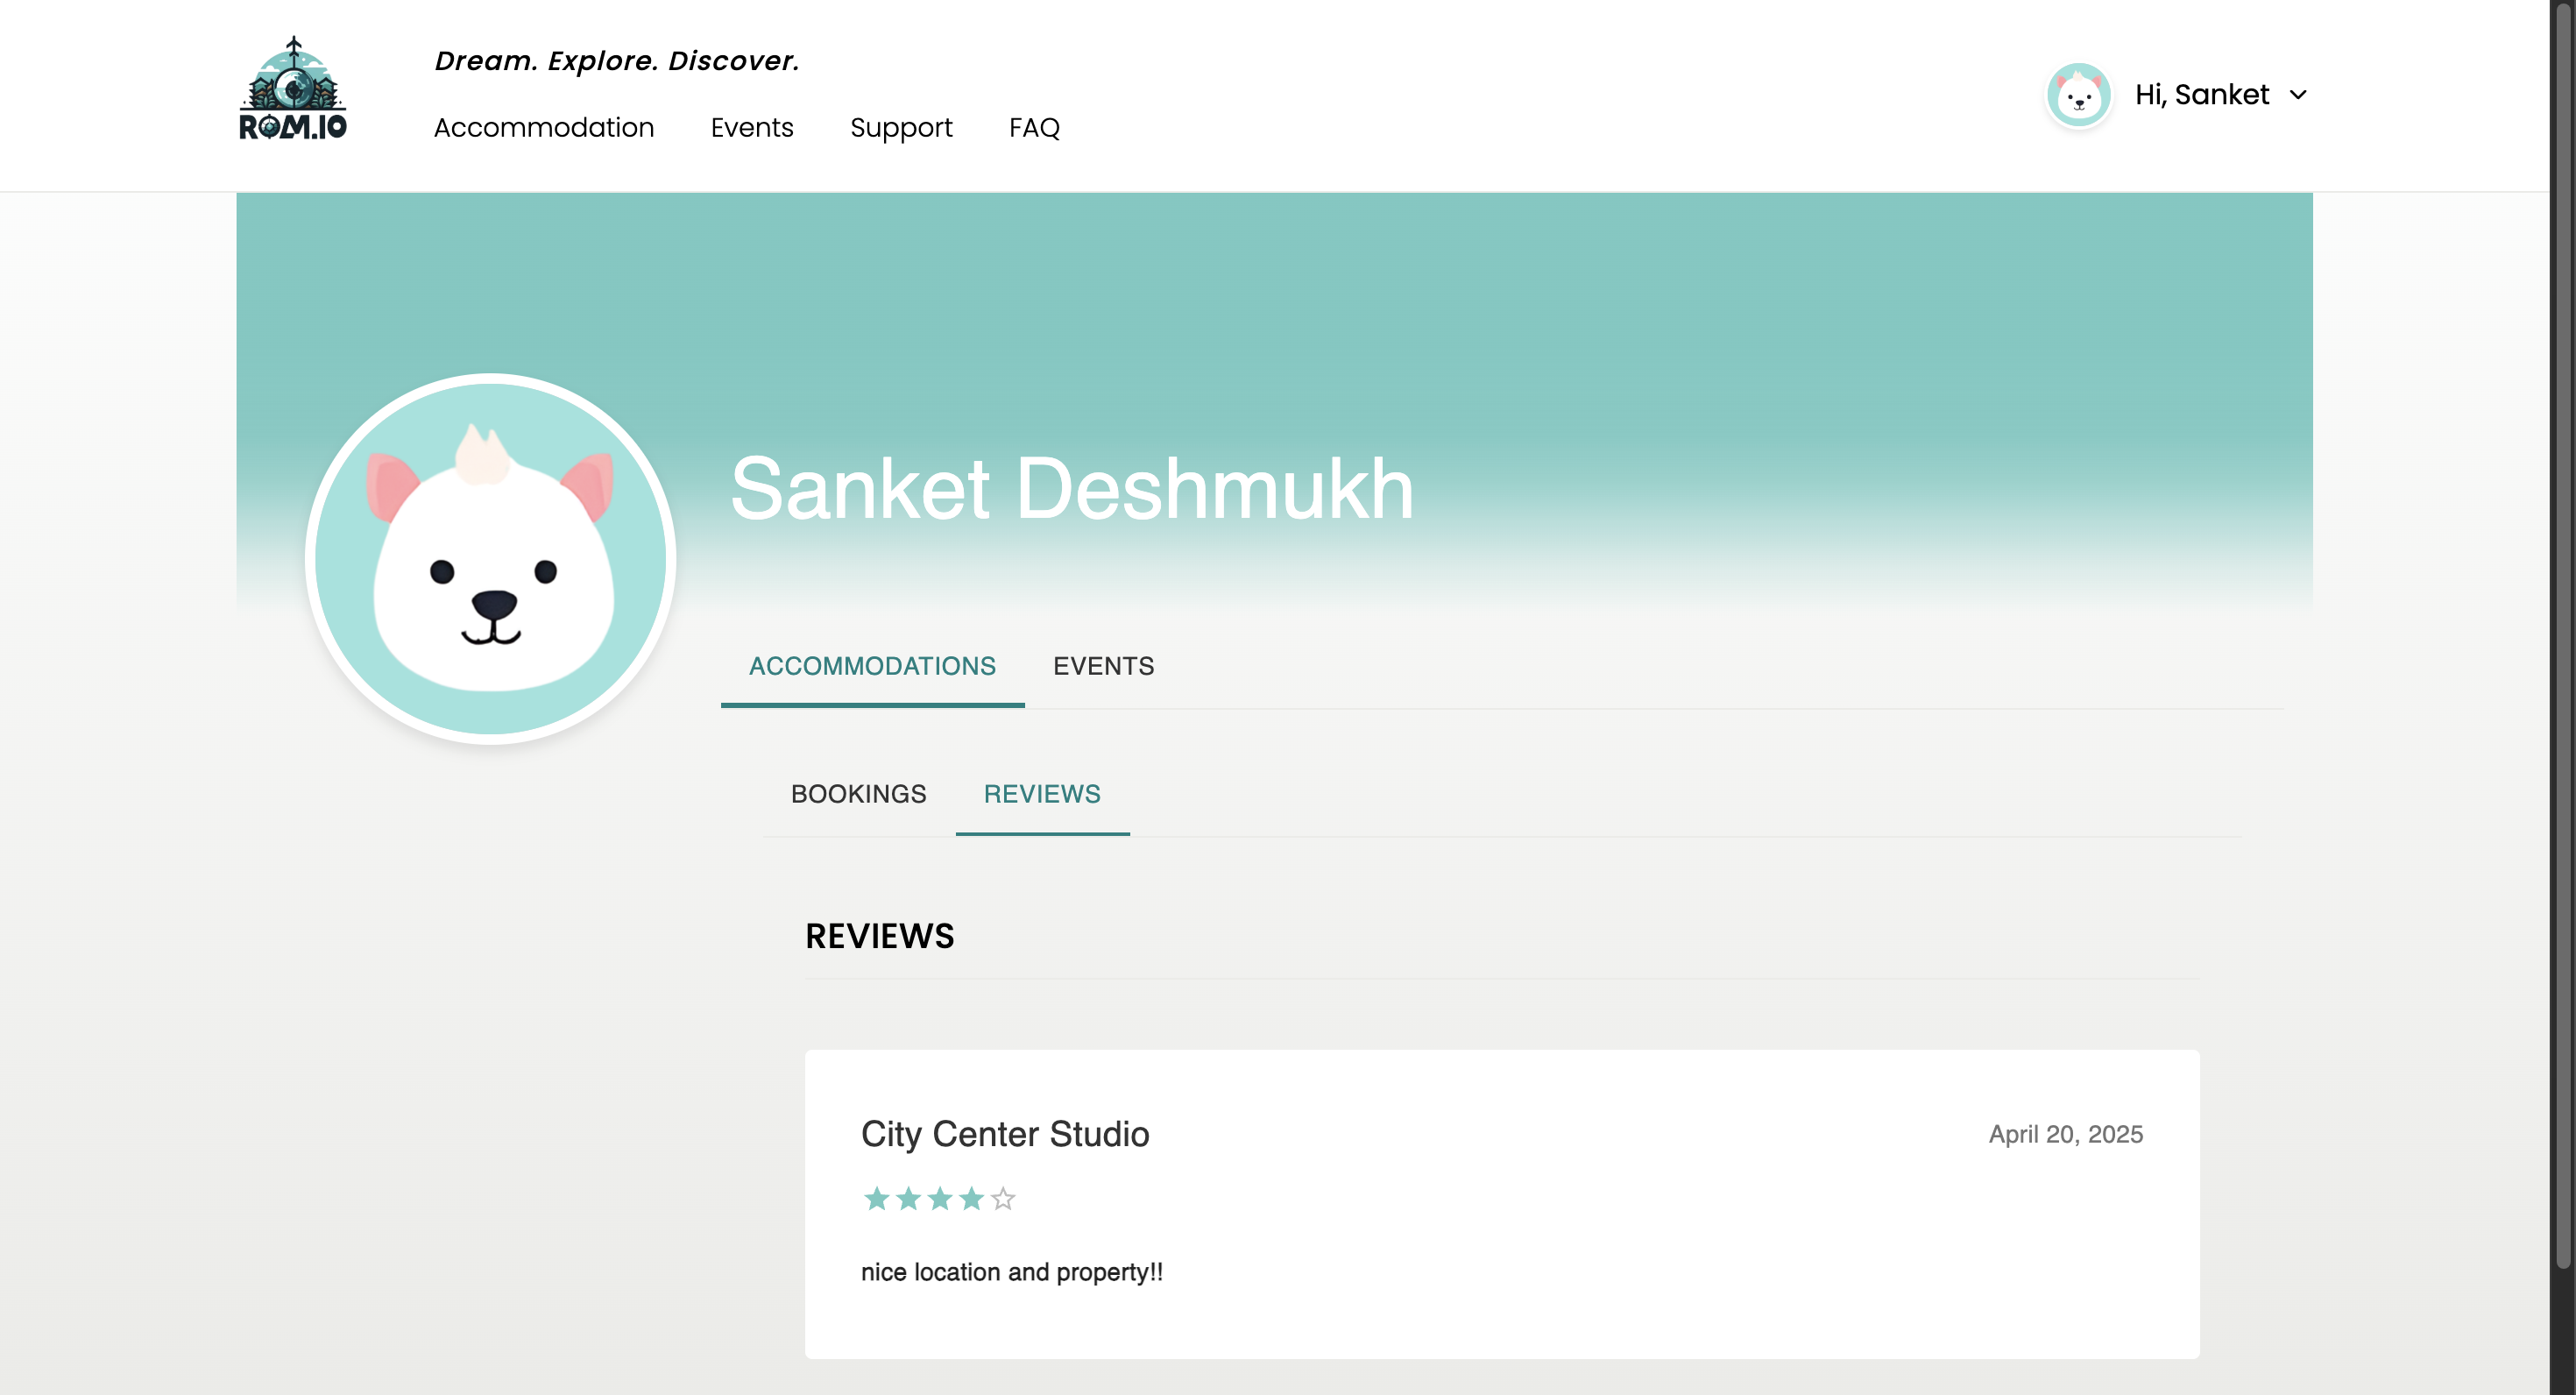 ROM.IO
Dream. Explore. Discover.
Accommodation Events Support FAQ
Hi, Sanket
Sanket Deshmukh
ACCOMMODATIONS EVENTS
BOOKINGS REVIEWS
REVIEWS
City Center Studio April 20, 2025
nice location and property!!